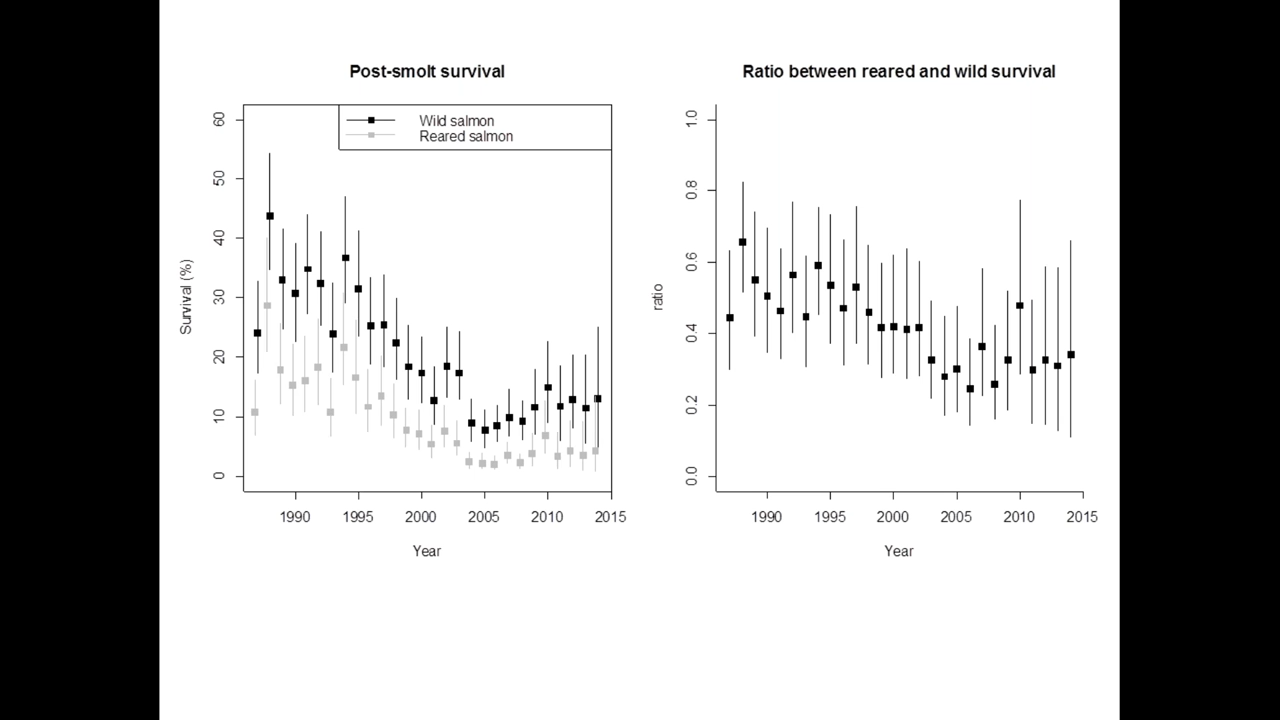 Post-smolt survival
Wild salmon
Reared salmon
60
50
40
30
20
10
0
Survival (%)
1990 1995 2000 2005 2010 2015
Year
Ratio between reared and wild survival
1.0
0.8
0.6
0.4
0.2
0.0
ratio
1990 1995 2000 2005 2010 2015
Year